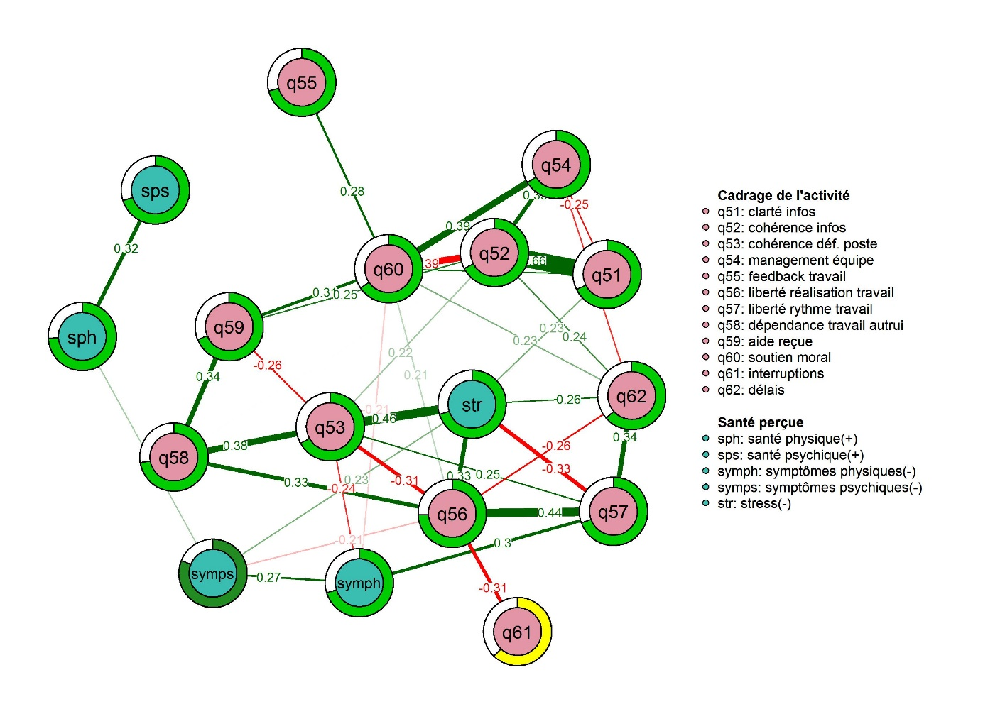 q55
q54
sps
0.28
-0.25
0.32
0.39
q52
.66
q51
q60
.39
0.31
0.25
q59
sph
0.23
0.24
0.23
0.22
-0.26
0.21
0.34
q62
str
0.26
-0.21
0.46
q53
0.34
0.38
-0.26
q58
-0.33
0.33
0.25
0.33
-0.31
0.23
-0.24
q56
0.44
q57
-0.21
0.3
symps
0.27
symph
-0.31
q61
Cadrage de l'activité
q51: clarté infos
q52: cohérence infos
q53: cohérence déf. poste
q54: management équipe
q55: feedback travail
q56: liberté réalisation travail
q57: liberté rythme travail
q58: dépendance travail autrui
q59: aide reçue
q60: soutien moral
q61: interruptions
q62: délais
Santé perçue
sph: santé physique(+)
sps: santé psychique(+)
symph: symptômes physiques(-)
symps: symptômes psychiques(-)
str: stress(-)